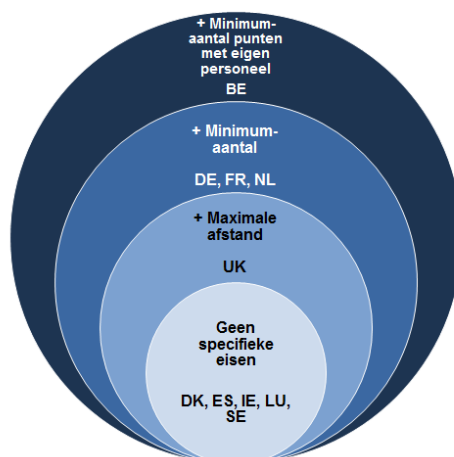 + Minimum-
aantal punten
met eigen
personeel
BE
+ Minimum-
aantal
DE, FR, NL
+ Maximale
afstand
UK
Geen
specifieke
eisen
DK, ES, IE, LU,
SE